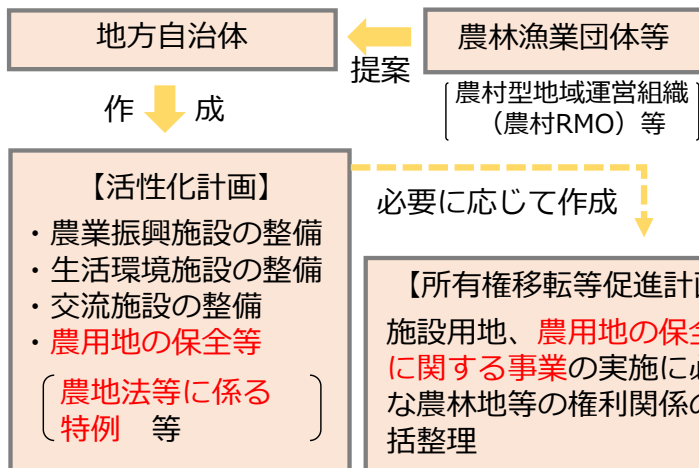 地方自治体
農林漁業団体等
提案
農村型地域運営組織
（農村RMO）等
作 成
【活性化計画】
・農業振興施設の整備
・生活環境施設の整備
・交流施設の整備
・農用地の保全等
農地法等に係る
特例 等
必要に応じて作成
【所有権移転等促進計
施設用地、農用地の保全
に関する事業の実施に必
な農林地等の権利関係の
括整理